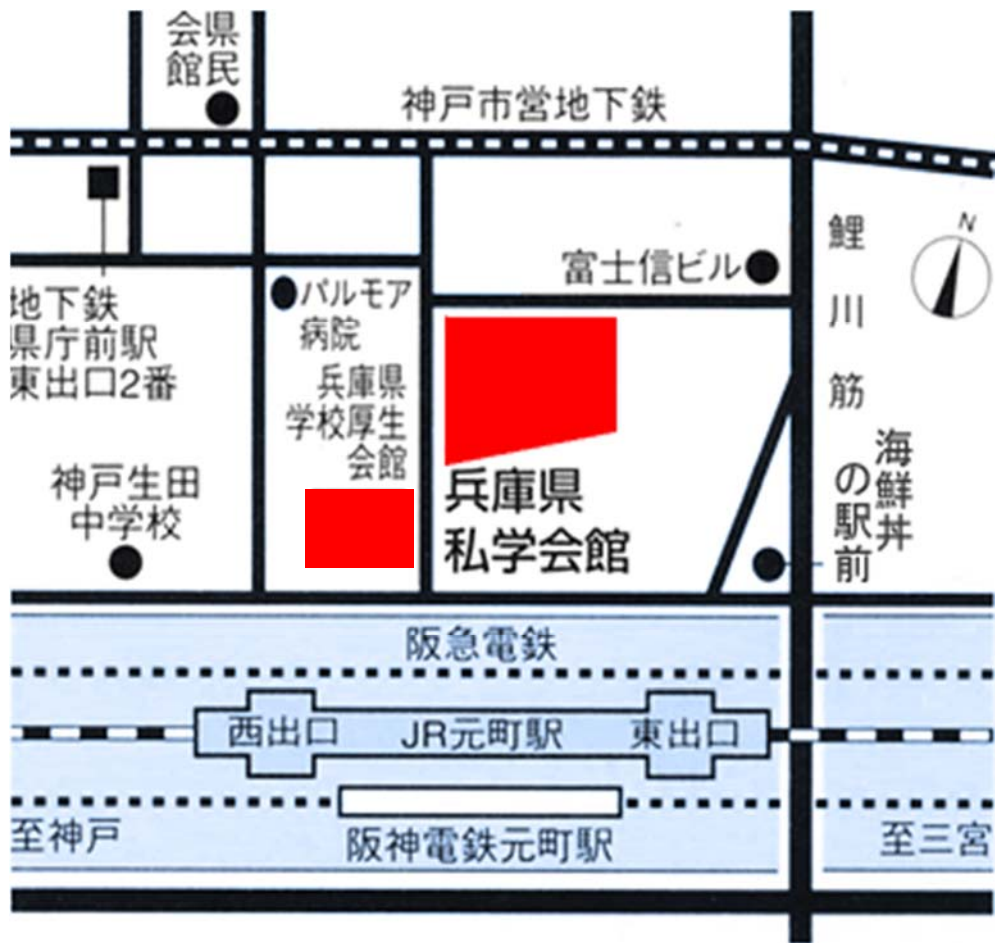 県民
会館
神戸市営地下鉄
富士信ビル
鯉川筋
N
パルモア
病院
地下鉄
県庁前駅
東出口2番
兵庫県
学校厚生
会館
海鮮丼
の駅前
神戸生田
中学校
兵庫県
私学会館
阪急電鉄
西出口
JR元町駅
東出口
至神戸
阪神電鉄元町駅
至三宮